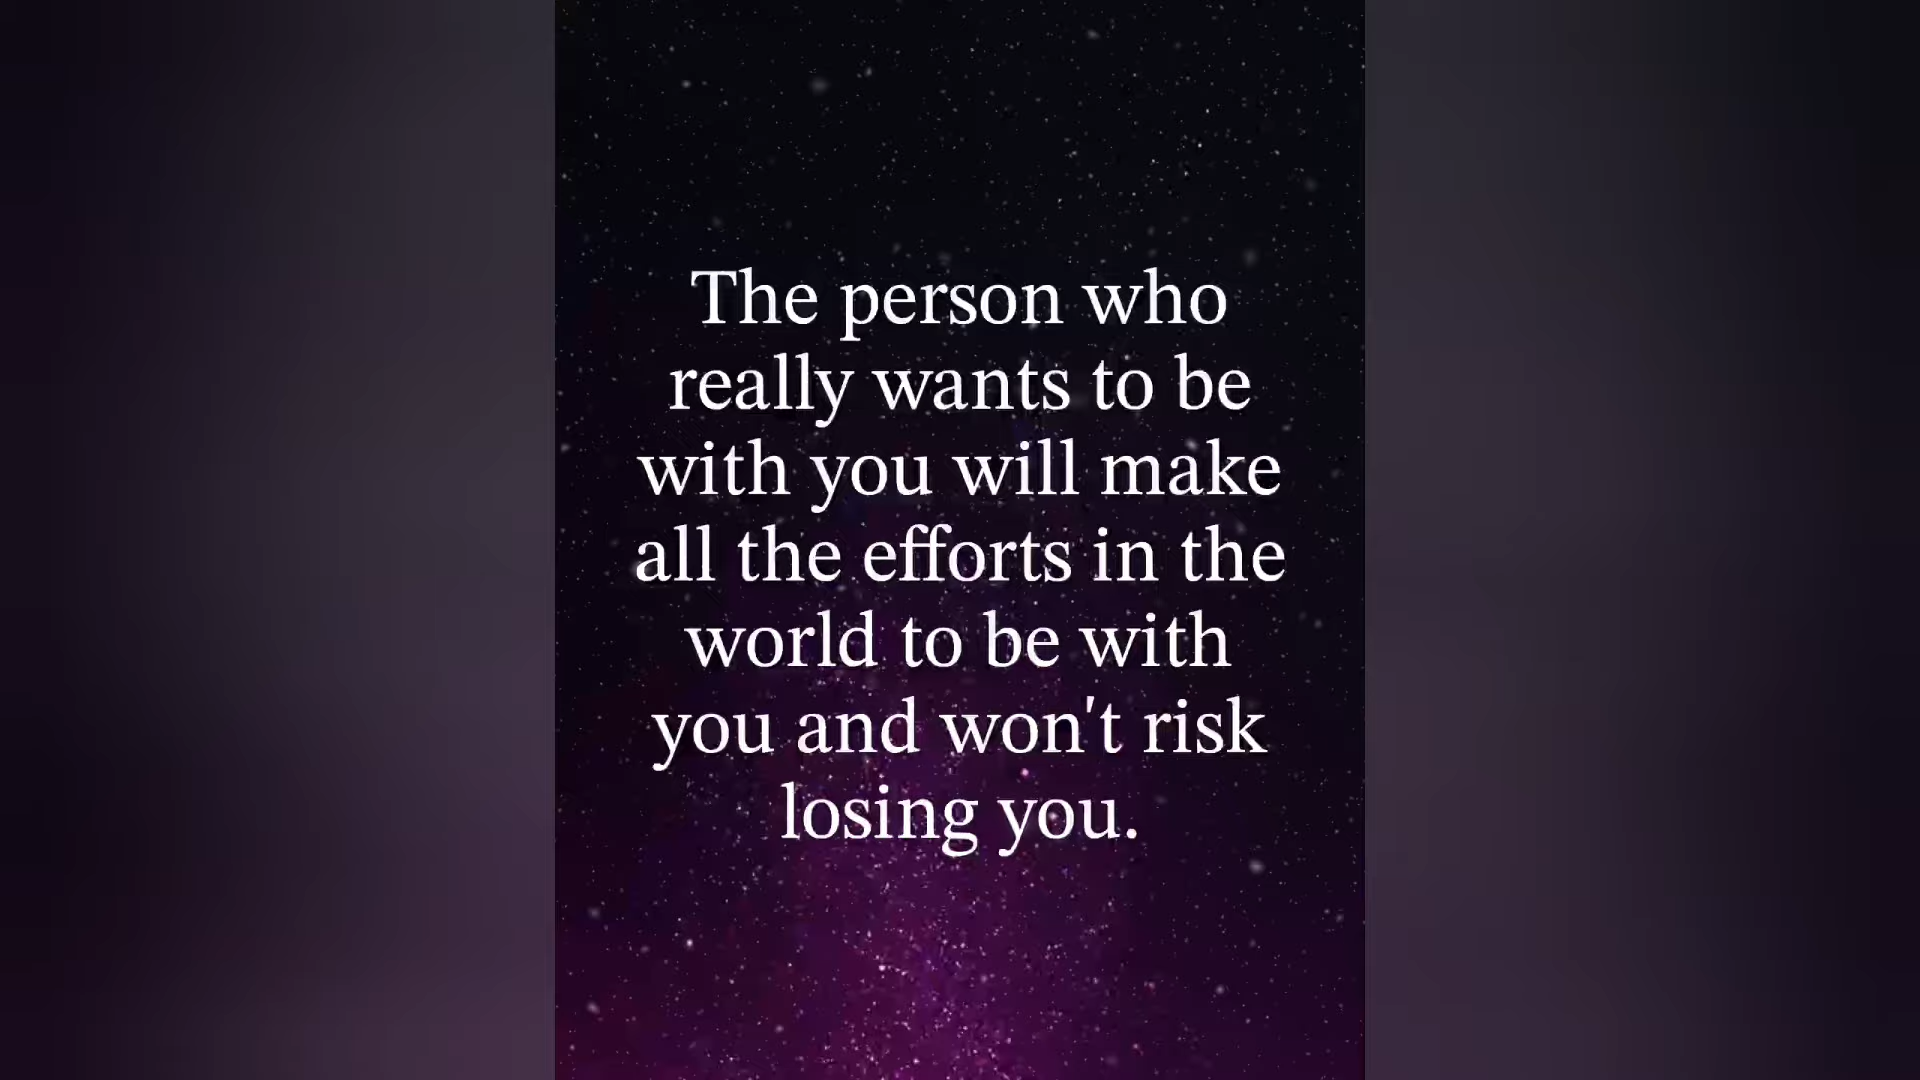 The person who
really wants to be
with you will make
all the efforts in the
world to be with
you and won't risk
losing you.